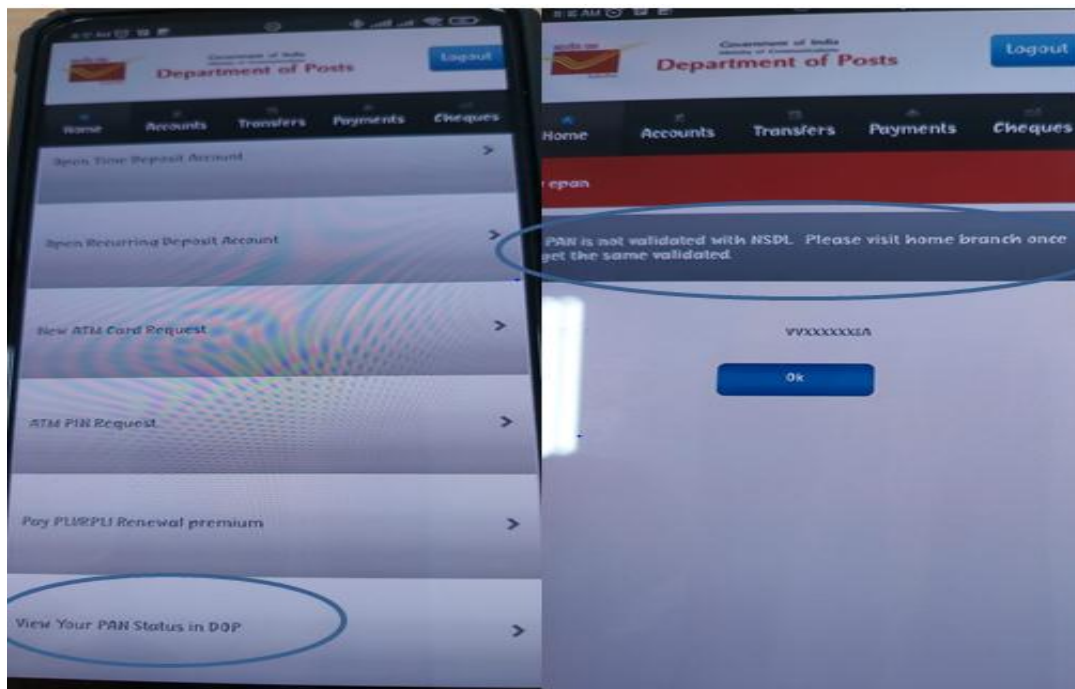 Government of India
Department of Posts
Logout
Home
Accounts
Transfers
Payments
Cheques
Open Time Deposit Account
Open Recurring Deposit Account
New ATM Card Request
ATM PIN Request
Pay PLI/RPLI Renewal premium
View Your PAN Status in DOP
Government of India
Department of Posts
Logout
Home
Accounts
Transfers
Payments
Cheques
epan
PAN is not validated with NSDL. Please visit home branch once
get the same validated.
Ok